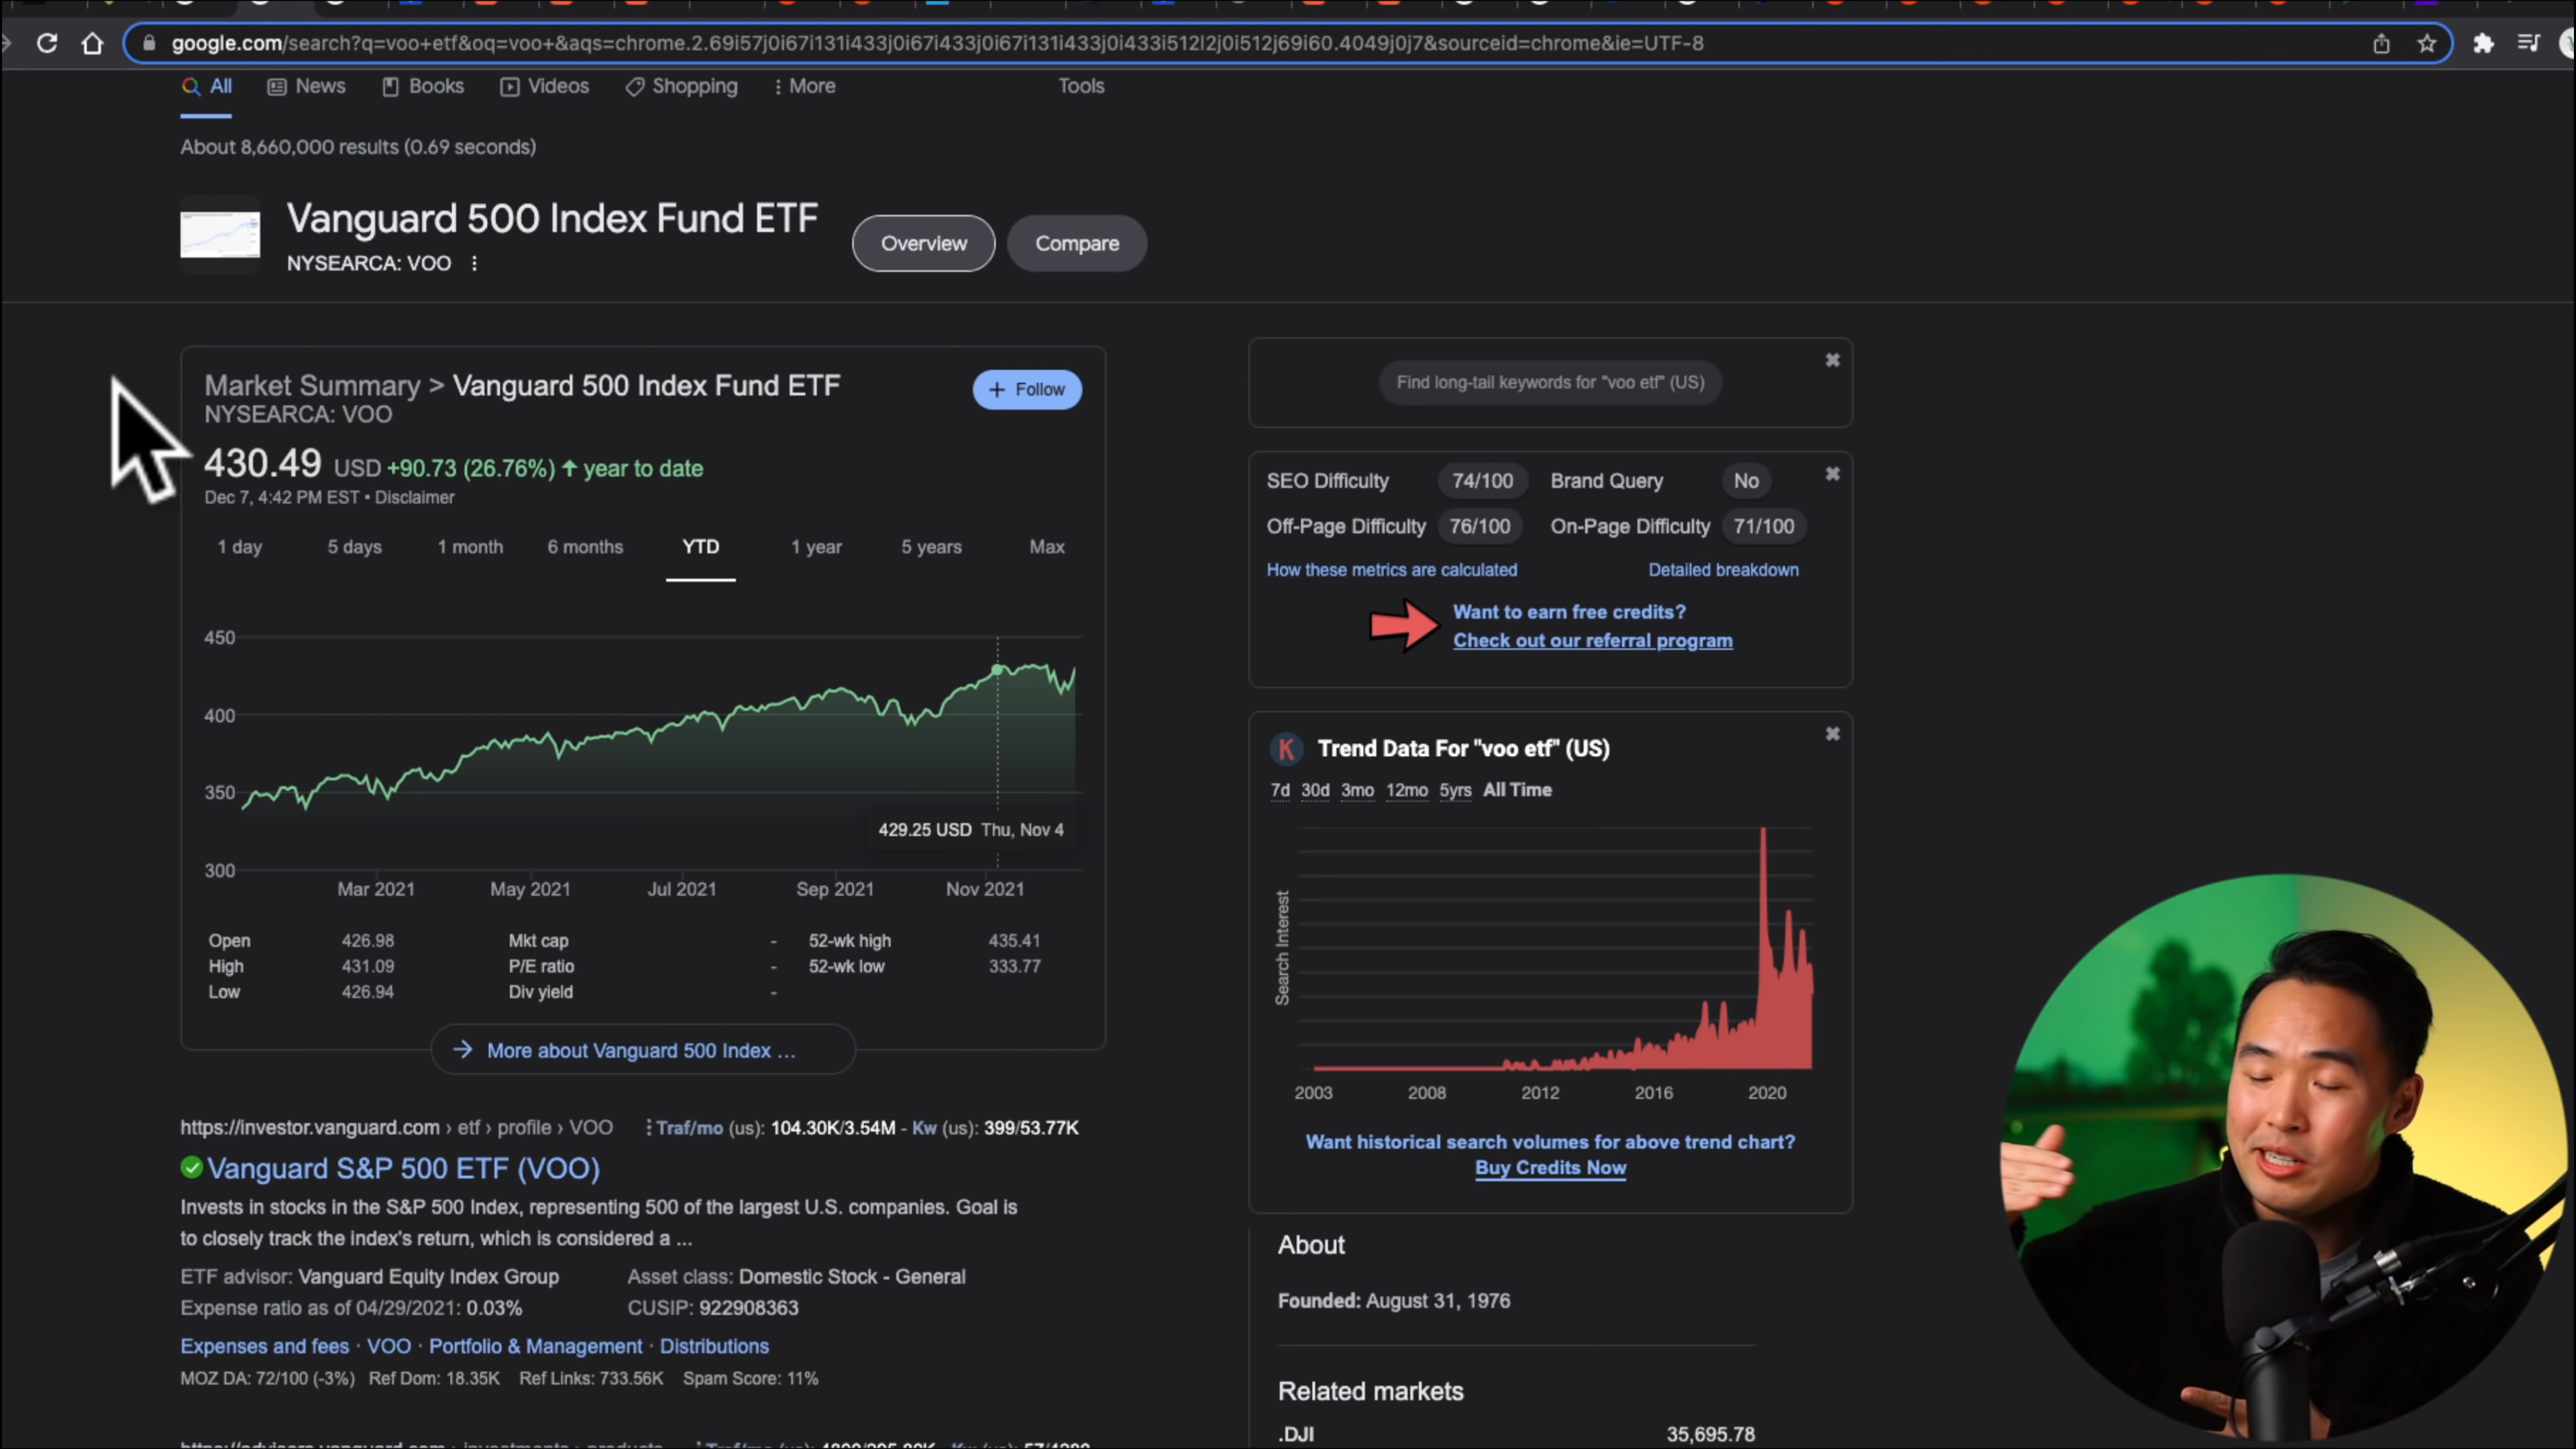 google.com/search?q=voo+etf&oq=voo+&aqs=chrome.2.69i57j0i67i131i433j0i67i433j0i67i131i433j0i433i512l2j0i512j69i60.4049j0j7&sourceid=chrome&ie=UTF-8
All News Books Videos Shopping More Tools
About 8,660,000 results (0.69 seconds)
Vanguard 500 Index Fund ETF
NYSEARCA: VOO
Overview
Compare
Market Summary > Vanguard 500 Index Fund ETF
NYSEARCA: VOO
+ Follow
430.49 USD +90.73 (26.76%) ↑ year to date
Dec 7, 4:42 PM EST • Disclaimer
1 day 5 days 1 month 6 months YTD 1 year 5 years Max
450
400
350
300
429.25 USD Thu, Nov 4
Mar 2021 May 2021 Jul 2021 Sep 2021 Nov 2021
Open 426.98 Mkt cap - 52-wk high 435.41
High 431.09 P/E ratio - 52-wk low 333.77
Low 426.94 Div yield -
→ More about Vanguard 500 Index ...
https://investor.vanguard.com › etf › profile › VOO Traf/mo (us): 104.30K/3.54M - Kw (us): 399/53.77K
Vanguard S&P 500 ETF (VOO)
Invests in stocks in the S&P 500 Index, representing 500 of the largest U.S. companies. Goal is
to closely track the index's return, which is considered a ...
ETF advisor: Vanguard Equity Index Group Asset class: Domestic Stock - General
Expense ratio as of 04/29/2021: 0.03% CUSIP: 922908363
Expenses and fees · VOO · Portfolio & Management · Distributions
MOZ DA: 72/100 (-3%) Ref Dom: 18.35K Ref Links: 733.56K Spam Score: 11%
Find long-tail keywords for "voo etf" (US)
SEO Difficulty 74/100 Brand Query No
Off-Page Difficulty 76/100 On-Page Difficulty 71/100
How these metrics are calculated Detailed breakdown
Want to earn free credits?
Check out our referral program
K Trend Data For "voo etf" (US)
7d 30d 3mo 12mo 5yrs All Time
Search Interest
2003 2008 2012 2016 2020
Want historical search volumes for above trend chart?
Buy Credits Now
About
Founded: August 31, 1976
Related markets
.DJI 35,695.78